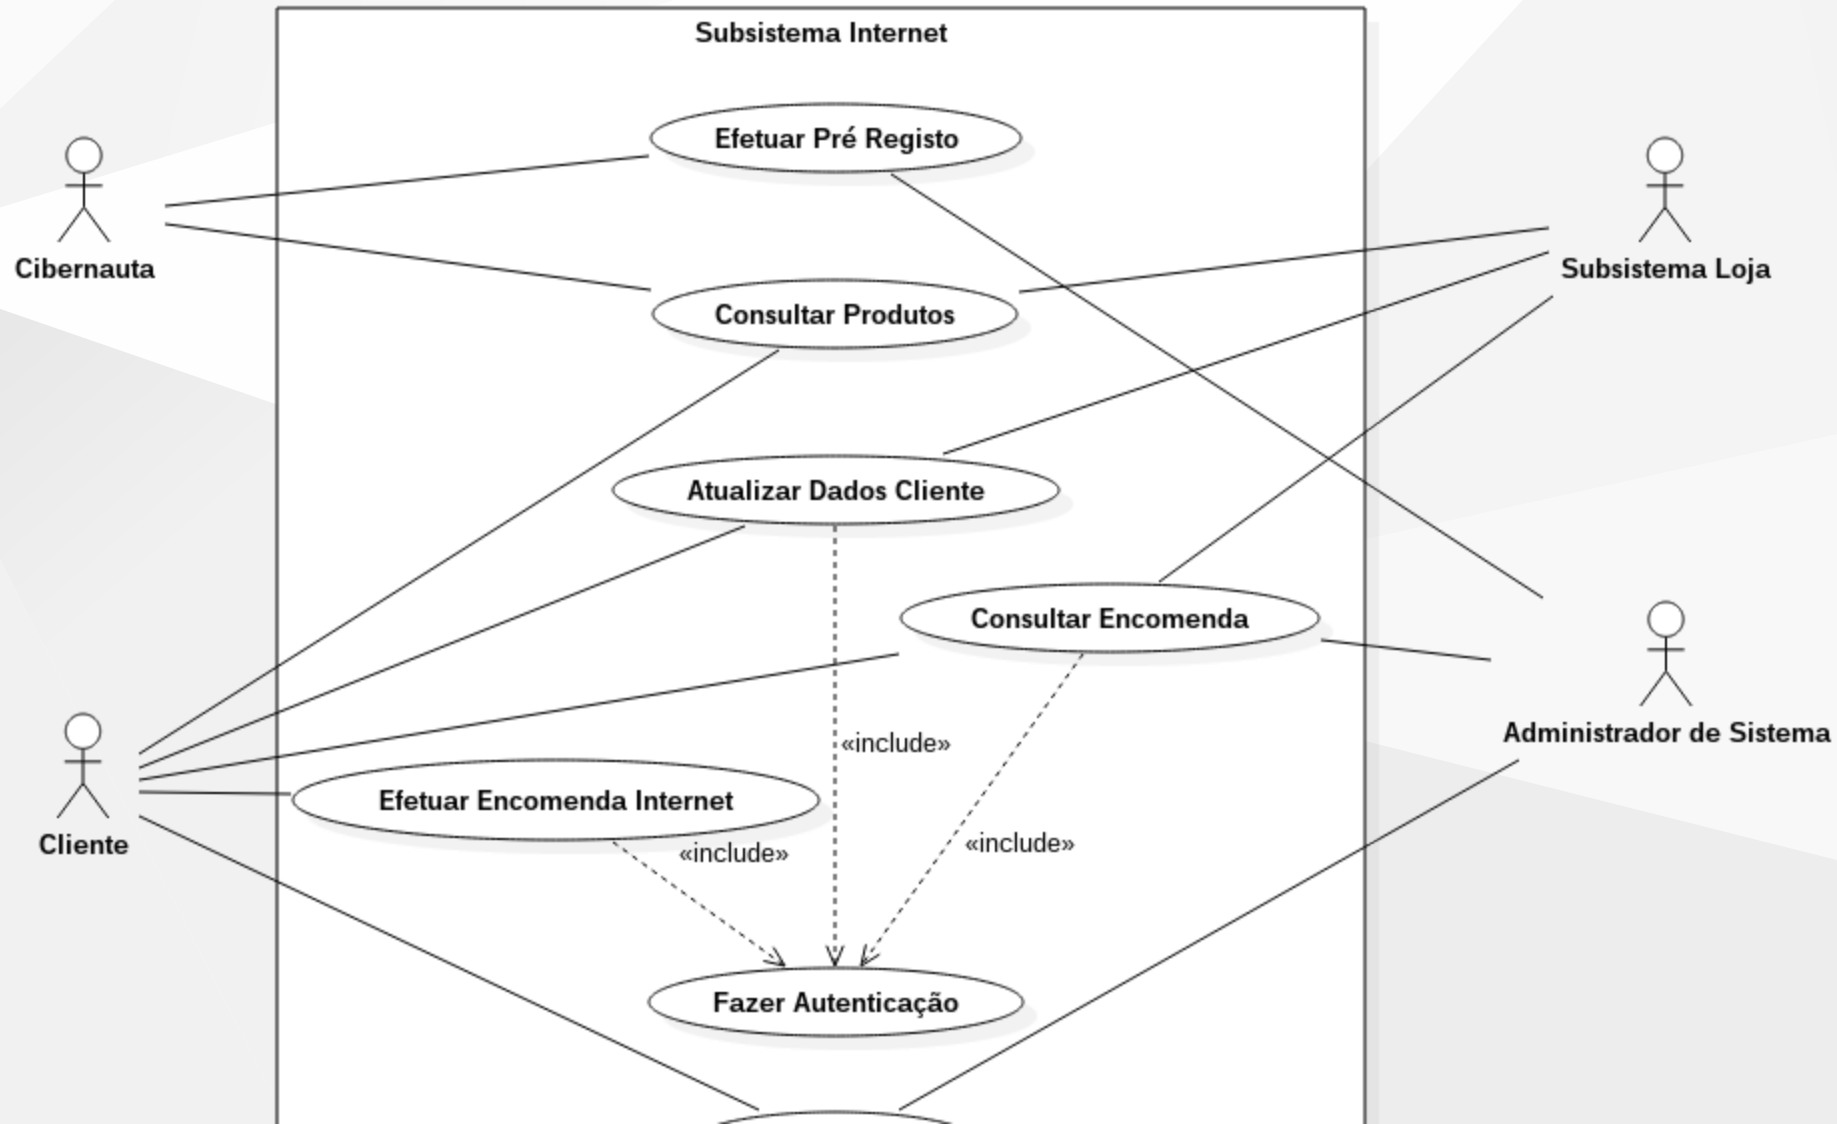 Subsistema Internet
Efetuar Pré Registo
Cibernauta
Subsistema Loja
Consultar Produtos
Atualizar Dados Cliente
Consultar Encomenda
Administrador de Sistema
«include»
Efetuar Encomenda Internet
Cliente
«include»
«include»
Fazer Autenticação